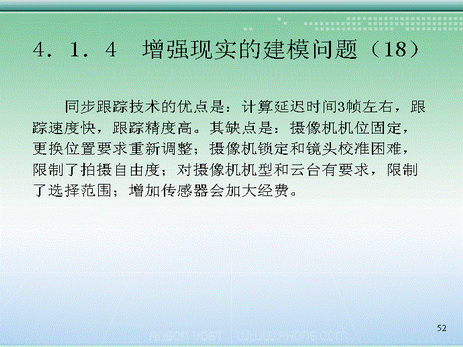 4．1．4　增强现实的建模问题（18）
同步跟踪技术的优点是：计算延迟时间3帧左右，跟
踪速度快，跟踪精度高。其缺点是：摄像机机位固定，
更换位置要求重新调整；摄像机锁定和镜头校准困难，
限制了拍摄自由度；对摄像机机型和云台有要求，限制
了选择范围；增加传感器会加大经费。
52